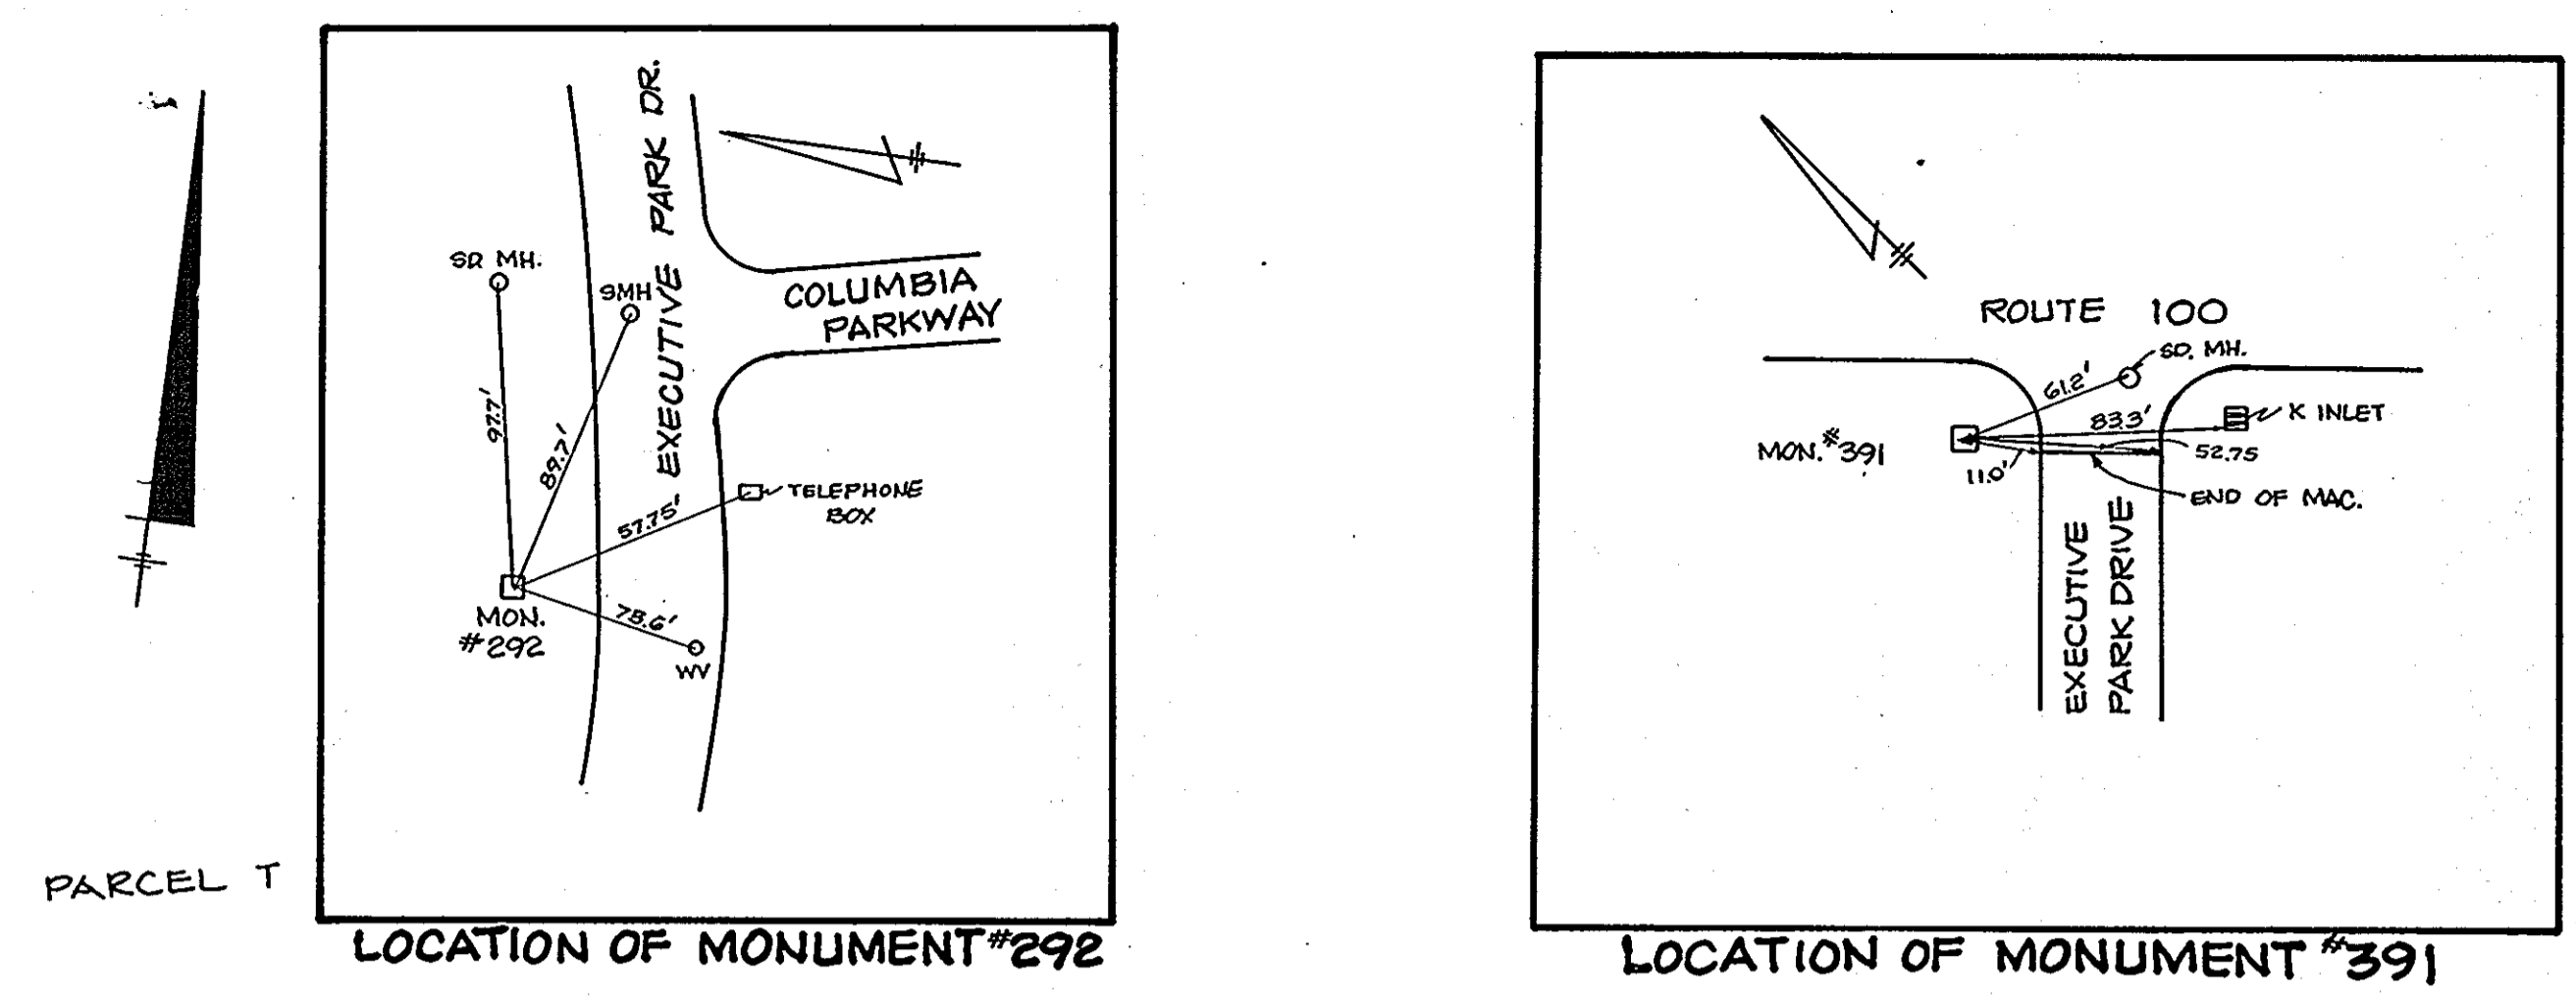 EXECUTIVE PARK DR.
SD. MH.
SMH
COLUMBIA
PARKWAY
97.7'
89.7'
57.75'
TELEPHONE
BOX
78.6'
MON.
#292
WV
PARCEL T
LOCATION OF MONUMENT #292
ROUTE 100
SD. MH.
61.2'
83.3'
K INLET
MON. #391
52.75
11.0'
END OF MAC.
EXECUTIVE
PARK DRIVE
LOCATION OF MONUMENT #391